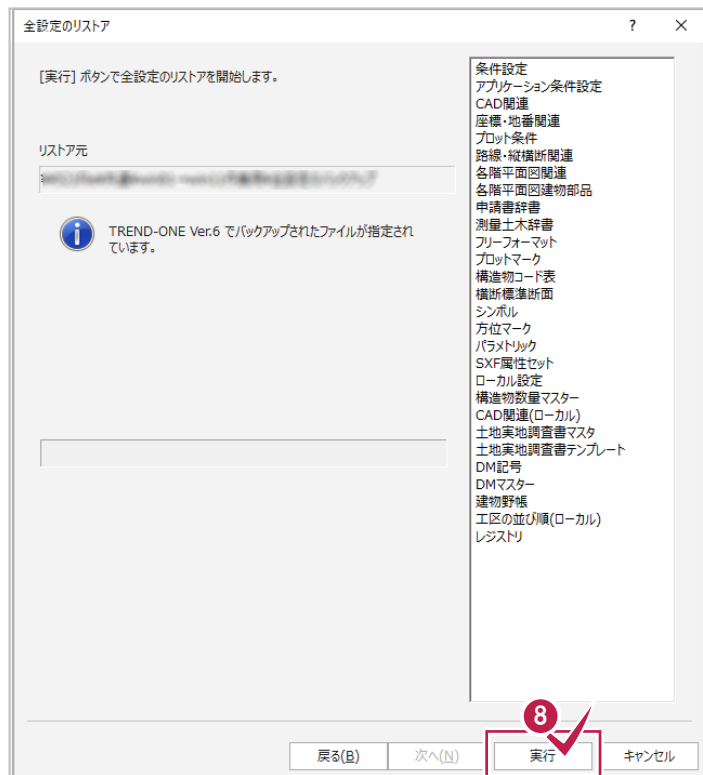 全設定のリストア
? ×
[実行] ボタンで全設定のリストアを開始します。
リストア元
TREND-ONE Ver.6 でバックアップされたファイルが指定され
ています。
条件設定
アプリケーション条件設定
CAD関連
座標・地番関連
プロット条件
路線・縦横断関連
各階平面図関連
各階平面図建物部品
申請書辞書
測量土木辞書
フリーフォーマット
プロットマーク
構造物コード表
横断標準断面
シンボル
方位マーク
パラメトリック
SXF属性セット
ローカル設定
構造物数量マスター
CAD関連(ローカル)
土地実地調査書マスタ
土地実地調査書テンプレート
DM記号
DMマスター
建物野帳
工区の並び順(ローカル)
レジストリ
8
戻る(B) 次へ(N) 実行 キャンセル